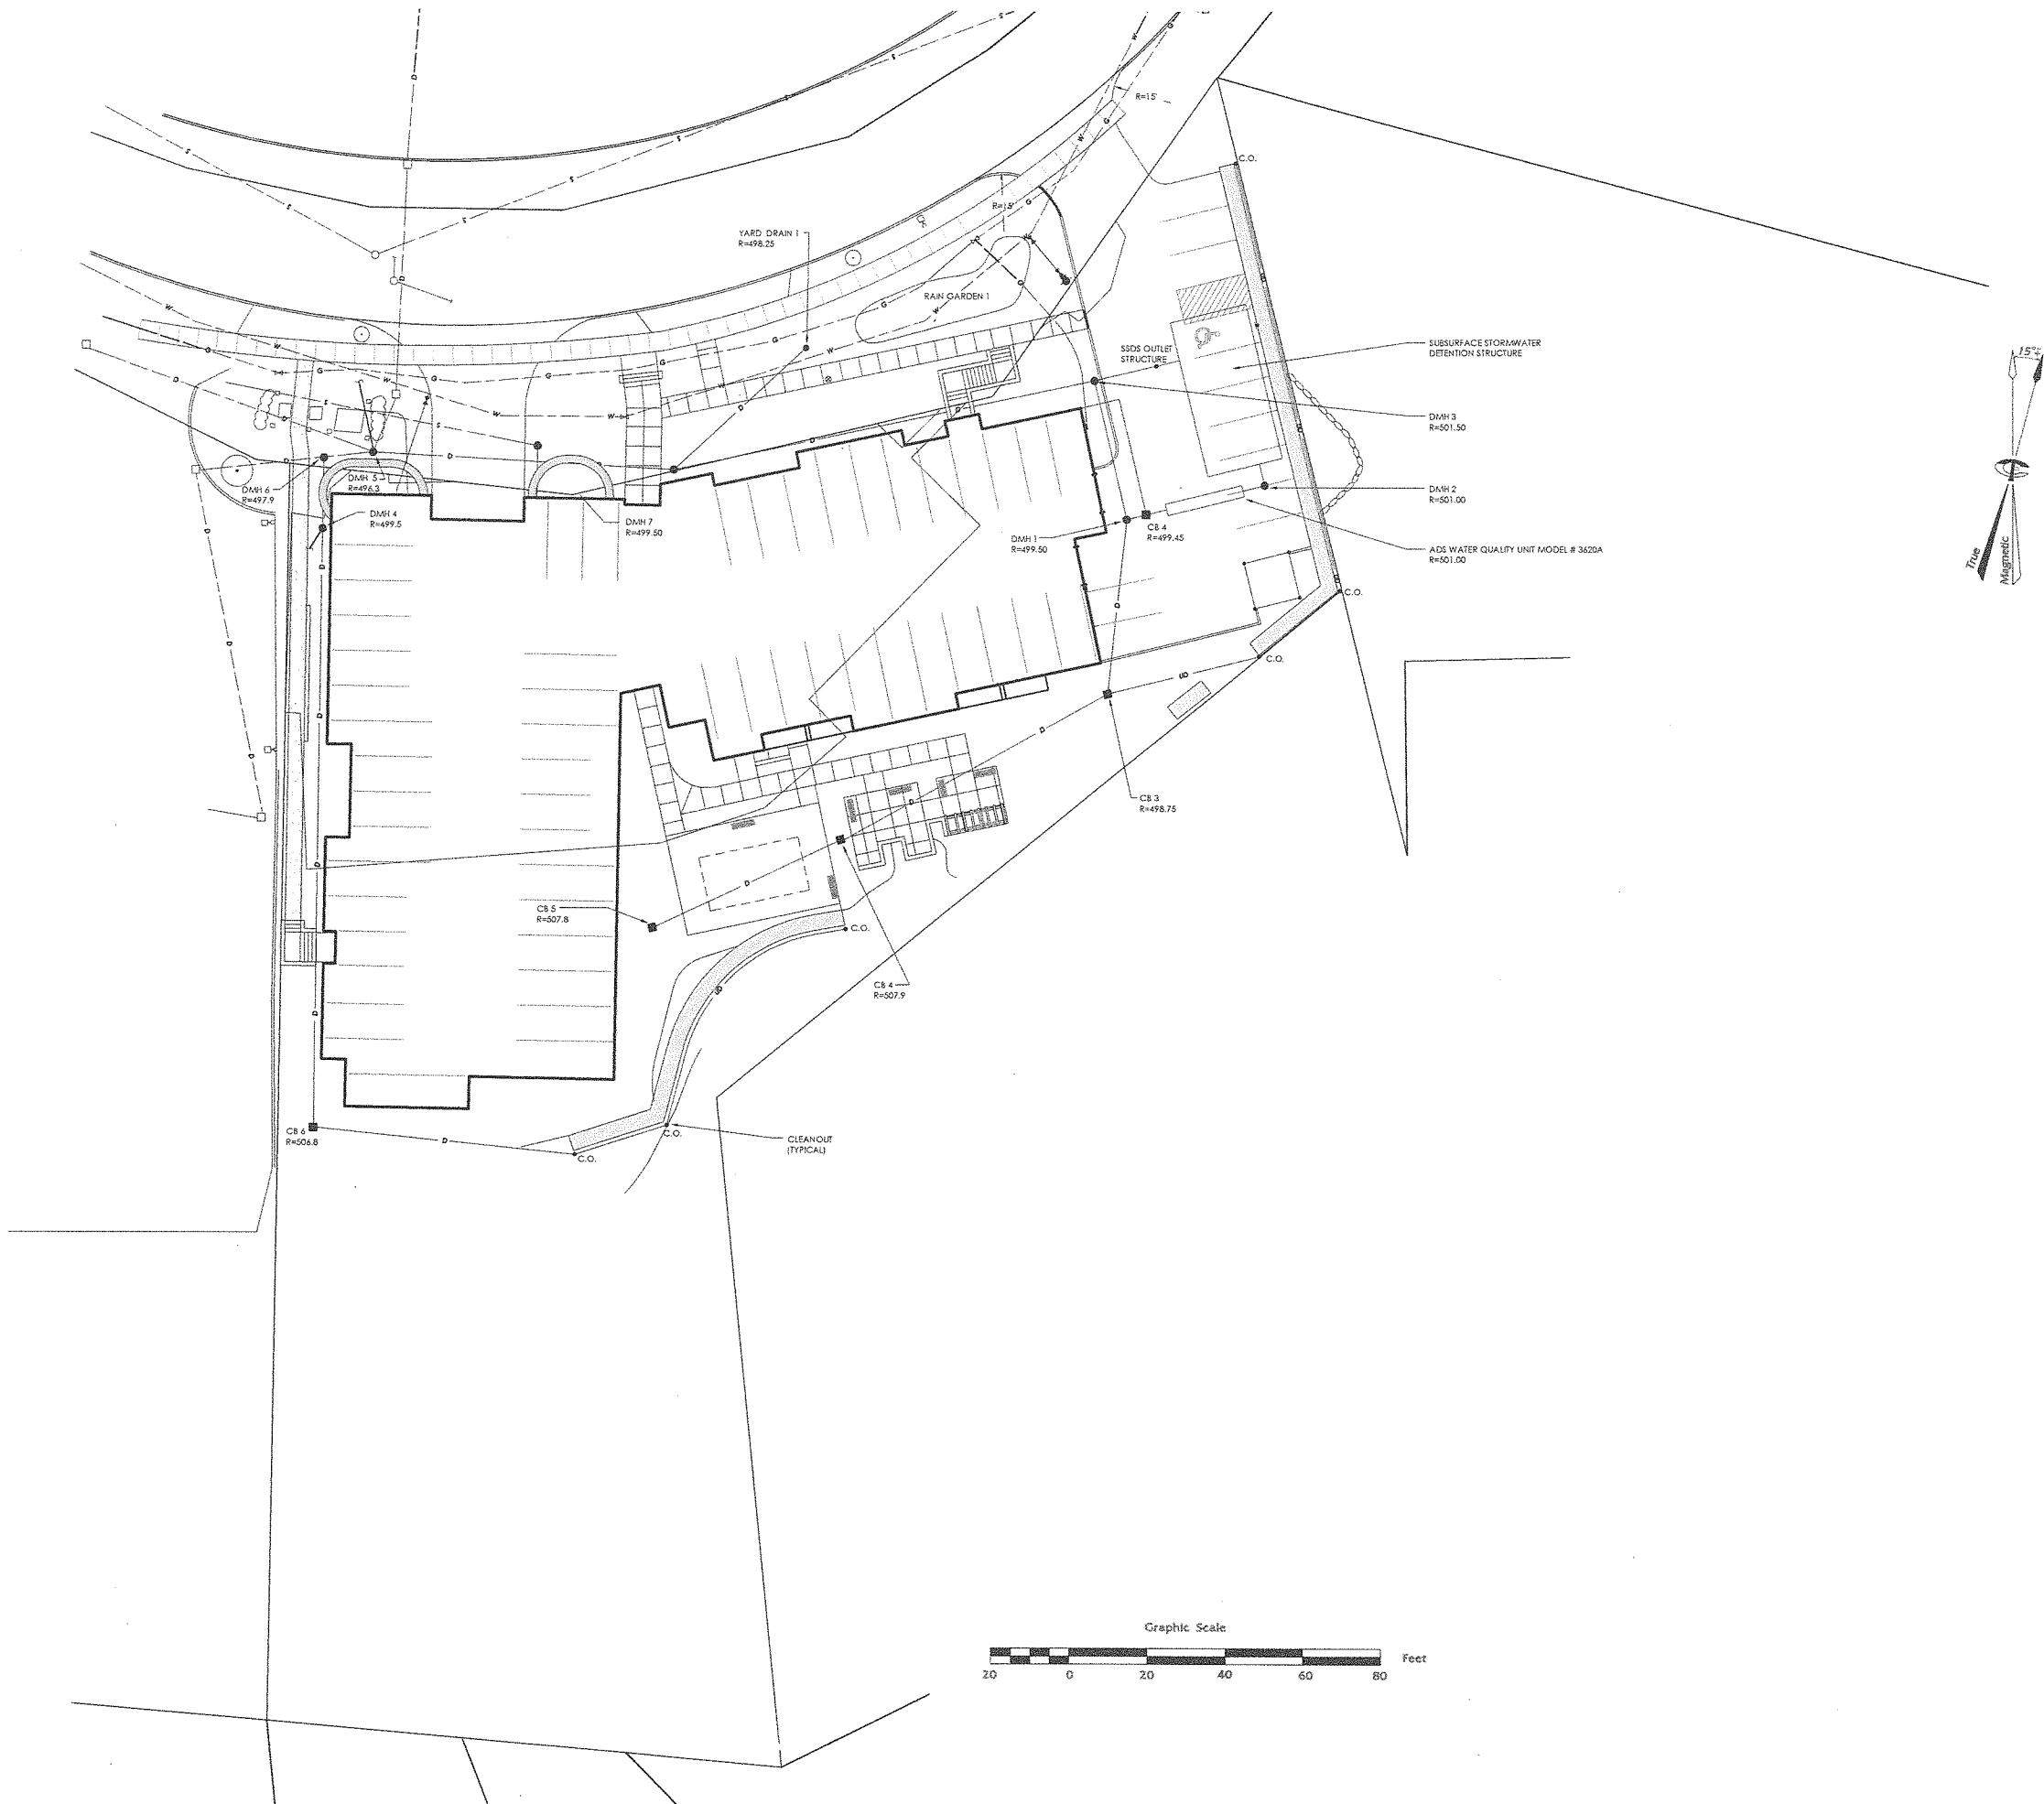 R=15'
C.O.
YARD DRAIN 1
R=498.25
R=15'
RAIN GARDEN 1
SSDS OUTLET
STRUCTURE
SUBSURFACE STORMWATER
DETENTION STRUCTURE
15°±
DMH 3
R=501.50
DMH 6
R=497.9
DMH 5
R=496.3
DMH 4
R=499.5
DMH 7
R=499.50
DMH 2
R=501.00
DMH 1
R=499.50
CB 4
R=499.45
ADS WATER QUALITY UNIT MODEL # 3620A
R=501.00
True
Magnetic
C.O.
C.O.
CB 3
R=498.75
CB 5
R=507.8
C.O.
CB 4
R=507.9
CB 6
R=506.8
C.O.
C.O.
CLEANOUT
(TYPICAL)
Graphic Scale
20 0 20 40 60 80 Feet